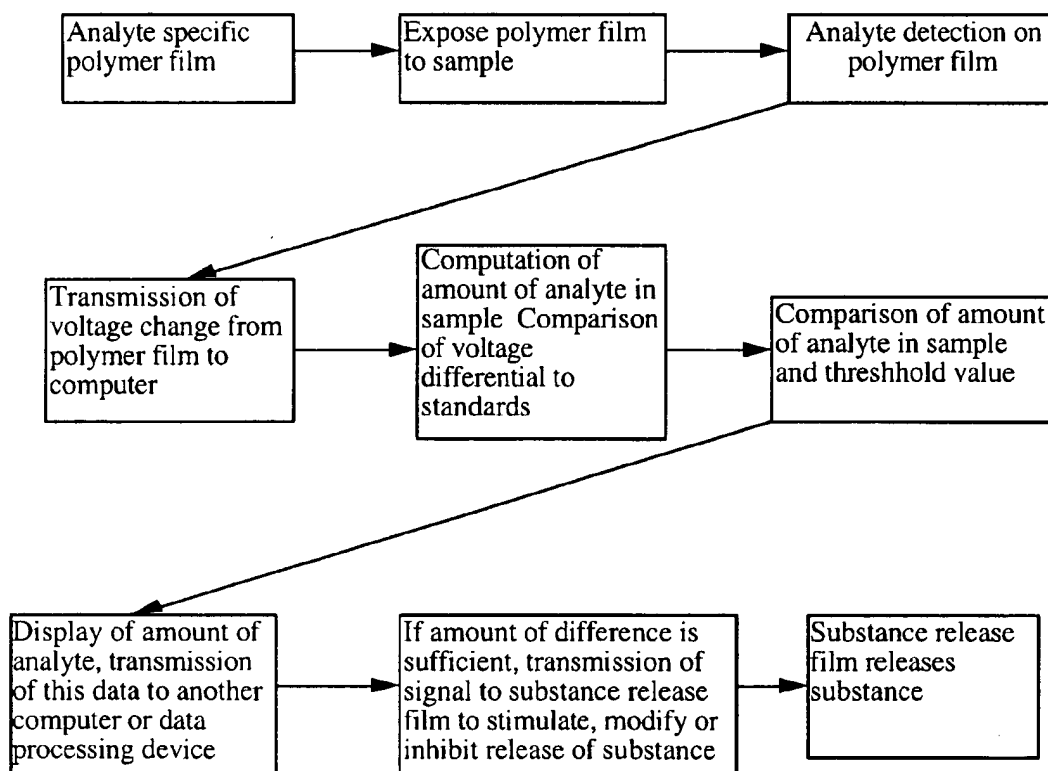 Analyte specific
polymer film
Expose polymer film
to sample
Analyte detection on
polymer film
Transmission of
voltage change from
polymer film to
computer
Computation of
amount of analyte in
sample Comparison
of voltage
differential to
standards
Comparison of amount
of analyte in sample
and threshhold value
Display of amount of
analyte, transmission
of this data to another
computer or data
processing device
If amount of difference is
sufficient, transmission of
signal to substance release
film to stimulate, modify or
inhibit release of substance
Substance release
film releases
substance